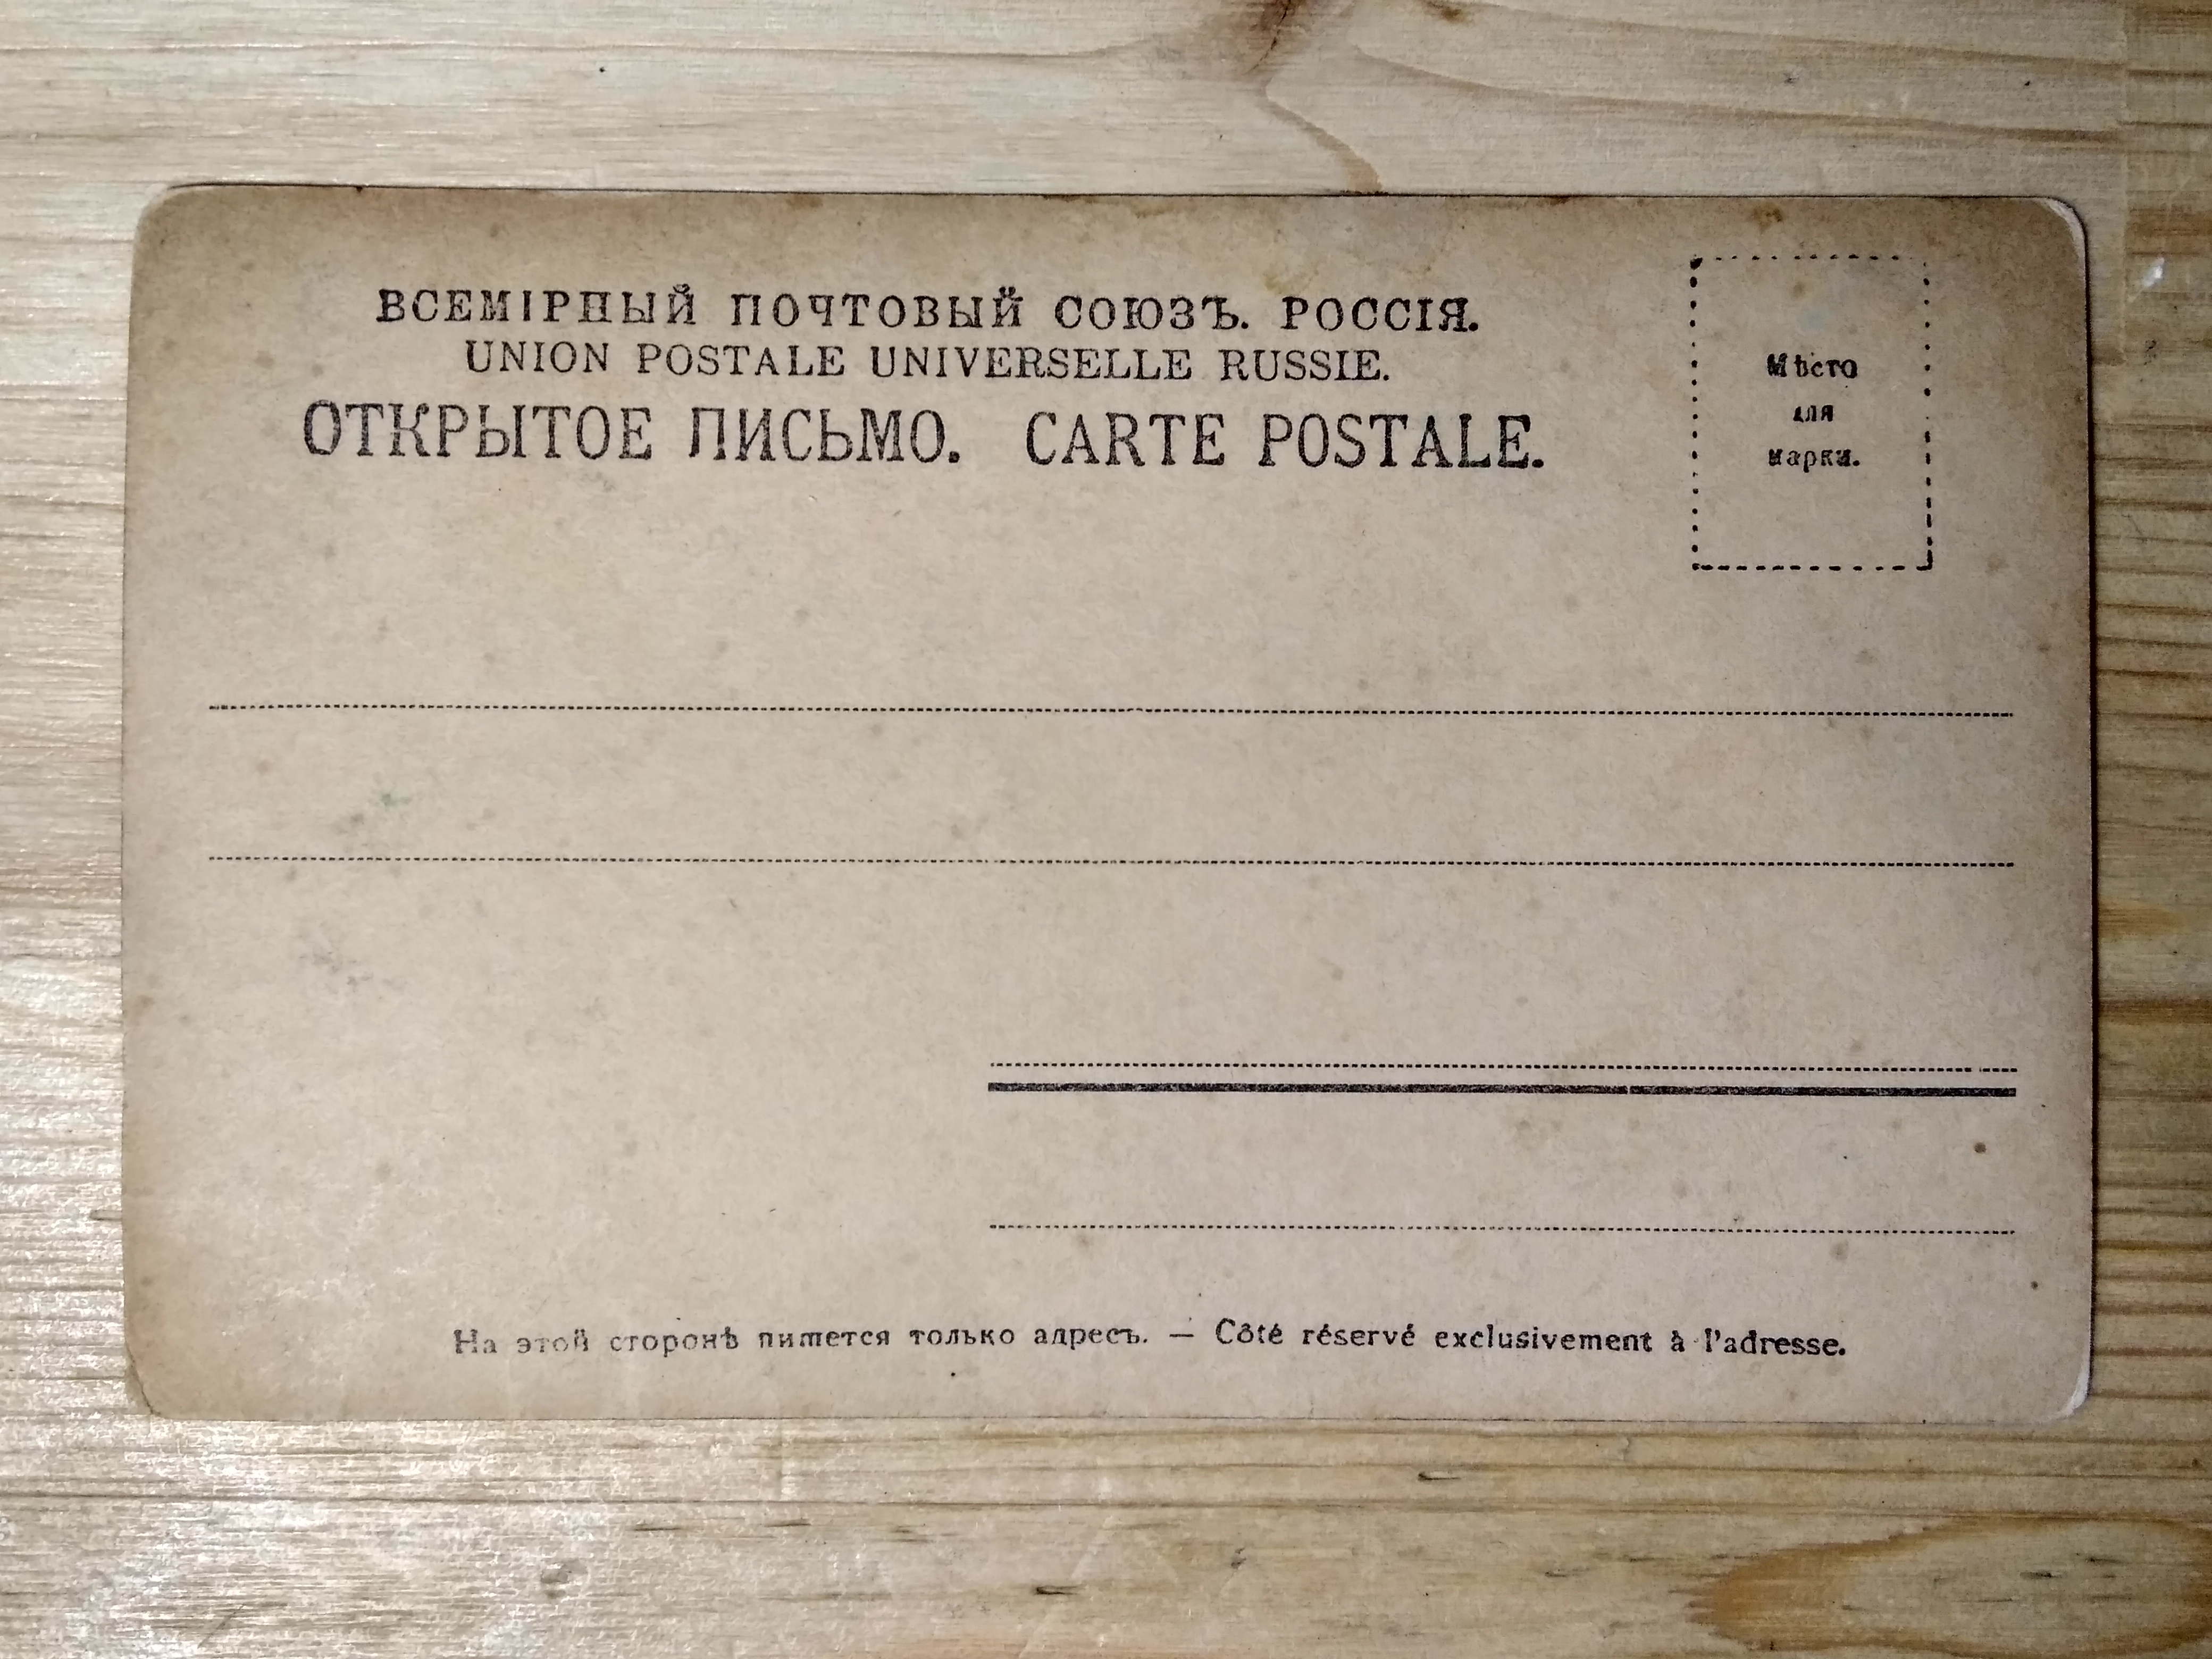 ВСЕМІРНЫЙ ПОЧТОВЫЙ СОЮЗЪ. РОССІЯ.
UNION POSTALE UNIVERSELLE RUSSIE.
ОТКРЫТОЕ ПИСЬМО. CARTE POSTALE.
Мѣсто
для
марки.
На этой сторонѣ пишется только адресъ. — Côté réservé exclusivement à l'adresse.